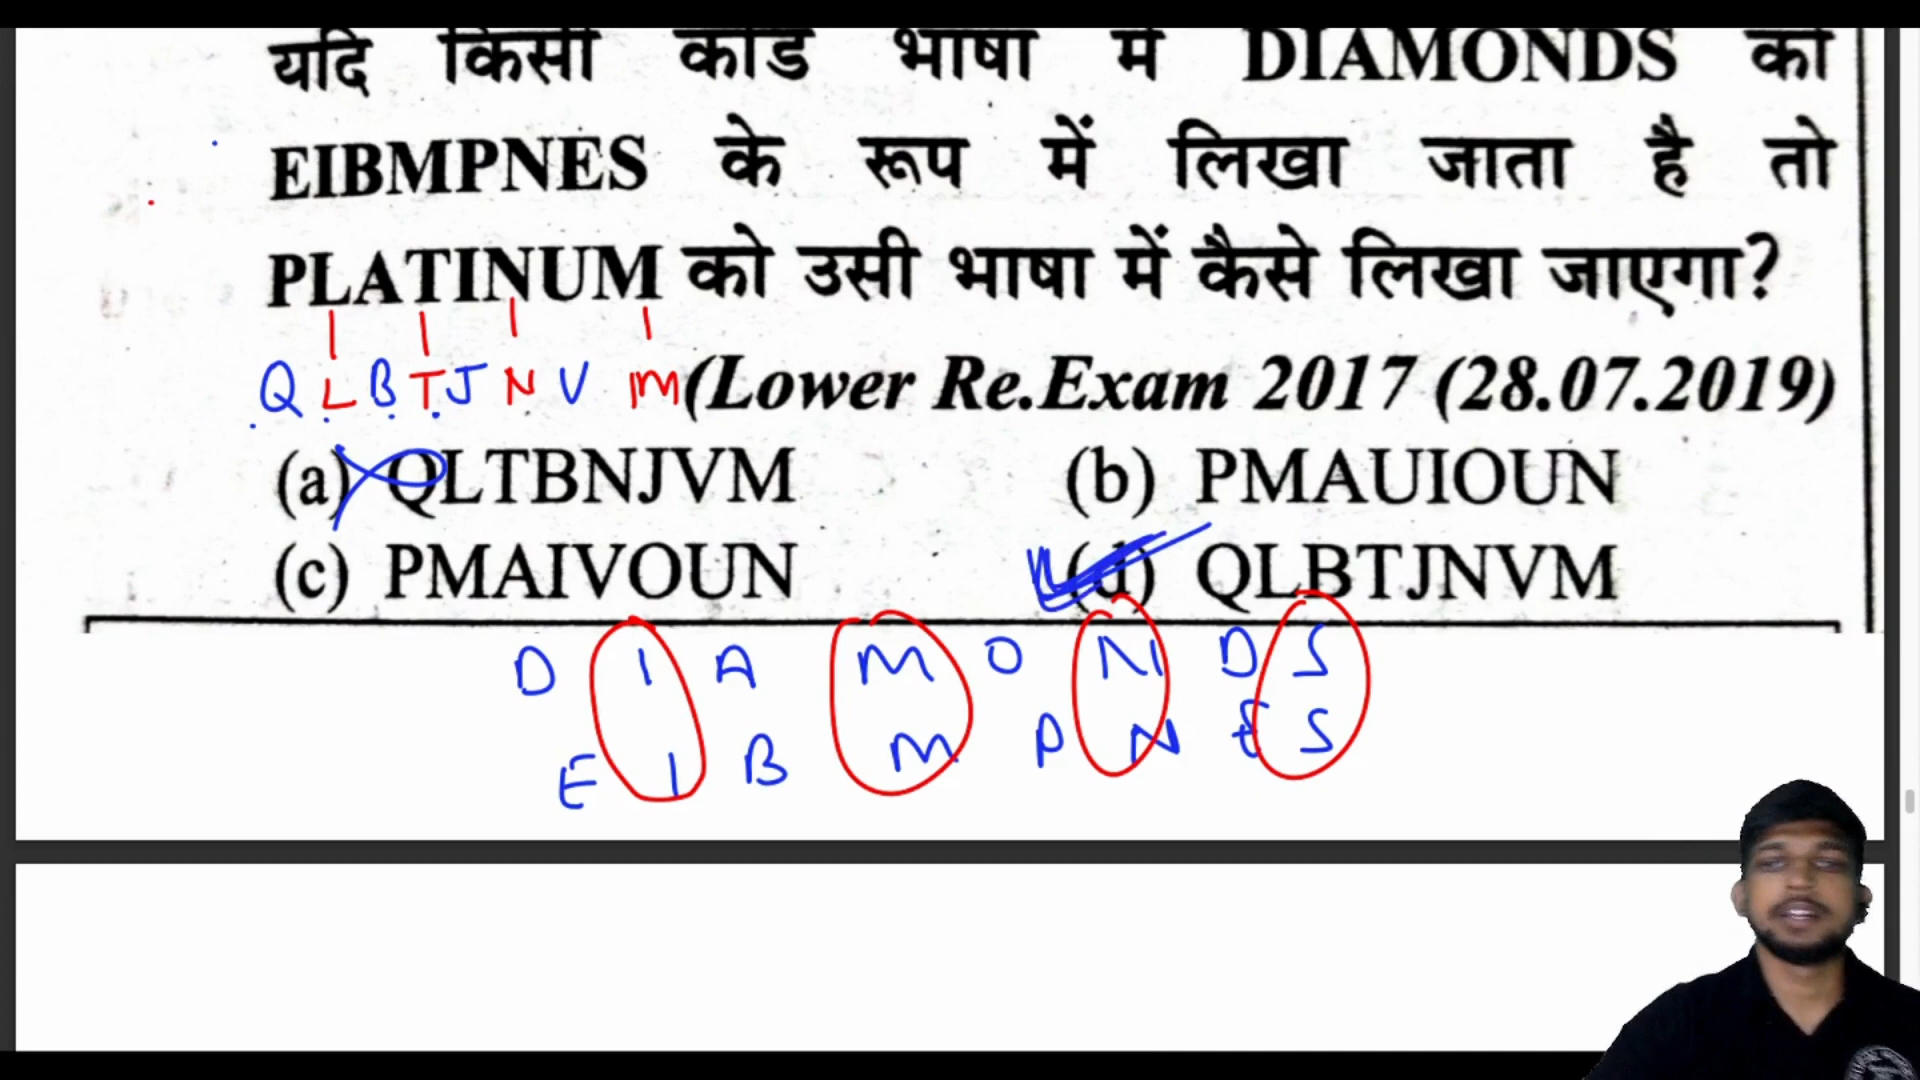 यदि किसी कोड भाषा में DIAMONDS को
EIBMPNES के रूप में लिखा जाता है तो
PLATINUM को उसी भाषा में कैसे लिखा जाएगा?
Q L B T J N V M (Lower Re.Exam 2017 (28.07.2019)
(a) QLTBNJVM (b) PMAUIOUN
(c) PMAIVOUN (d) QLBTJNVM
D I A M O N D S
E I B M P N E S